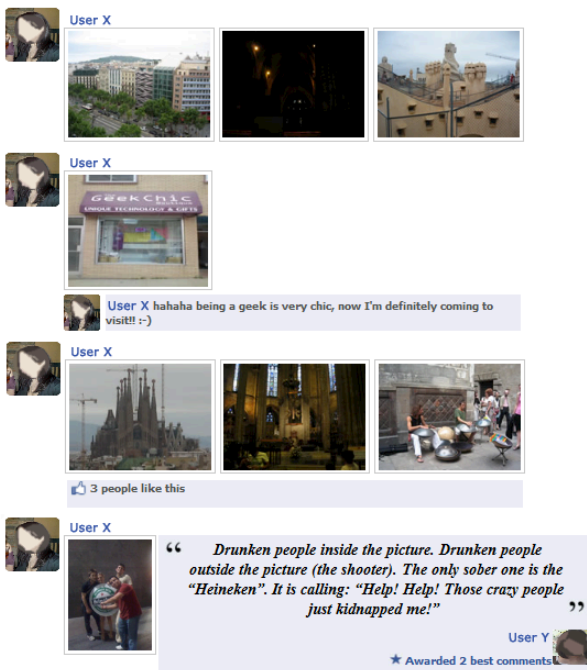 User X
User X
GeekChic
UNIQUE TECHNOLOGY & GIFTS
User X hahaha being a geek is very chic, now I'm definitely coming to
visit!! :-)
User X
3 people like this
User X
“ Drunken people inside the picture. Drunken people
outside the picture (the shooter). The only sober one is the
“Heineken”. It is calling: “Help! Help! Those crazy people
just kidnapped me!” ”
User Y
★ Awarded 2 best comments